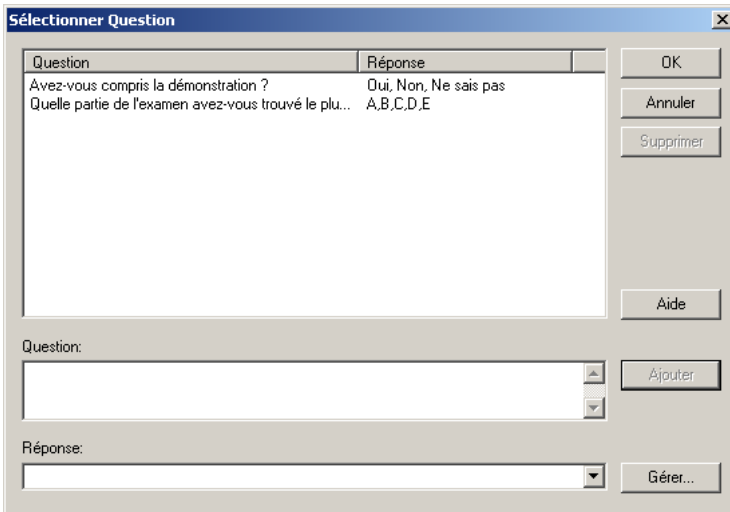 Sélectionner Question
Question Réponse
Avez-vous compris la démonstration ? Oui, Non, Ne sais pas
Quelle partie de l'examen avez-vous trouvé le plu... A,B,C,D,E
OK
Annuler
Supprimer
Aide
Question:
Ajouter
Réponse:
Gérer...